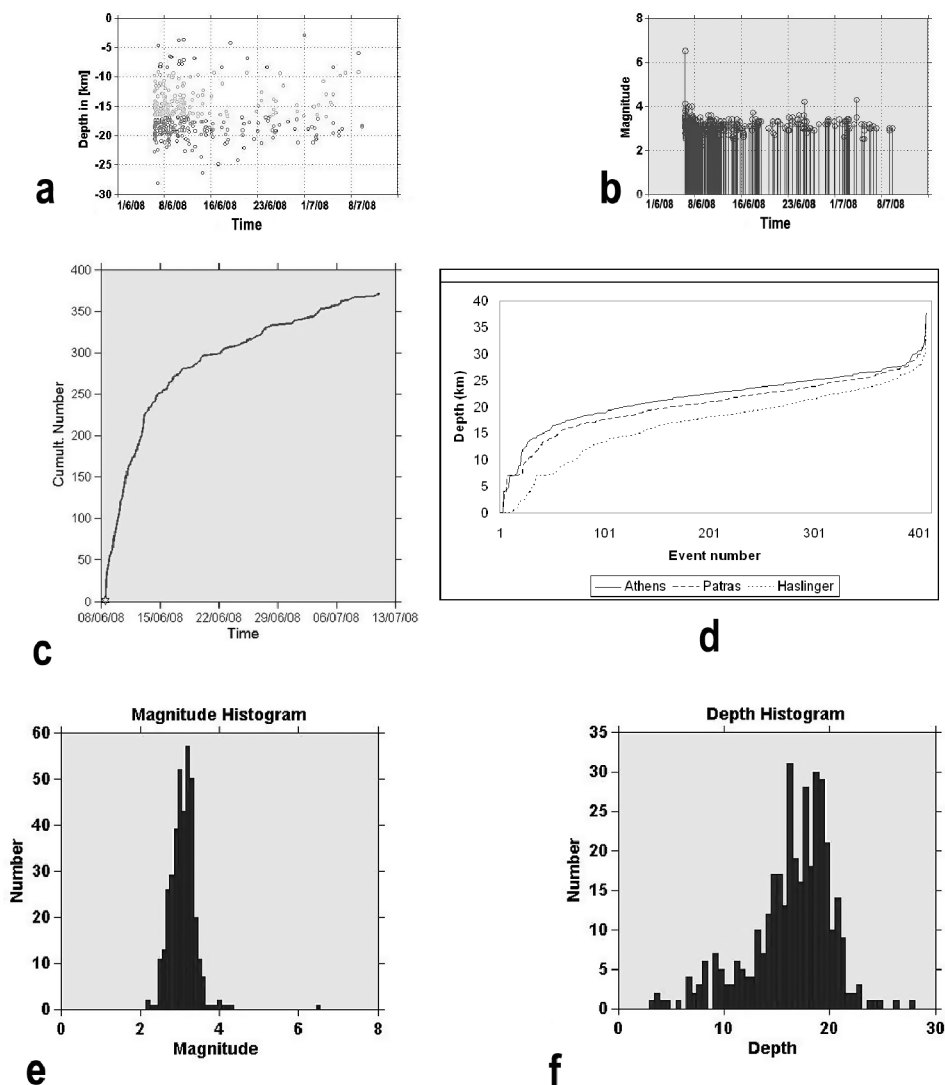 0
-5
-10
-15
-20
-25
-30
Depth in [km]
1/6/08 8/6/08 16/6/08 23/6/08 1/7/08 8/7/08
Time
a
8
6
4
2
0
Magnitude
1/6/08 8/6/08 16/6/08 23/6/08 1/7/08 8/7/08
Time
b
400
350
300
250
200
150
100
50
0
Cumult. Number
08/06/08 15/06/08 22/06/08 29/06/08 06/07/08 13/07/08
Time
c
40
35
30
25
20
15
10
5
0
Depth (km)
1 101 201 301 401
Event number
Athens Patras Haslinger
d
Magnitude Histogram
60
50
40
30
20
10
0
Number
0 2 4 6 8
Magnitude
e
Depth Histogram
35
30
25
20
15
10
5
0
Number
0 10 20 30
Depth
f